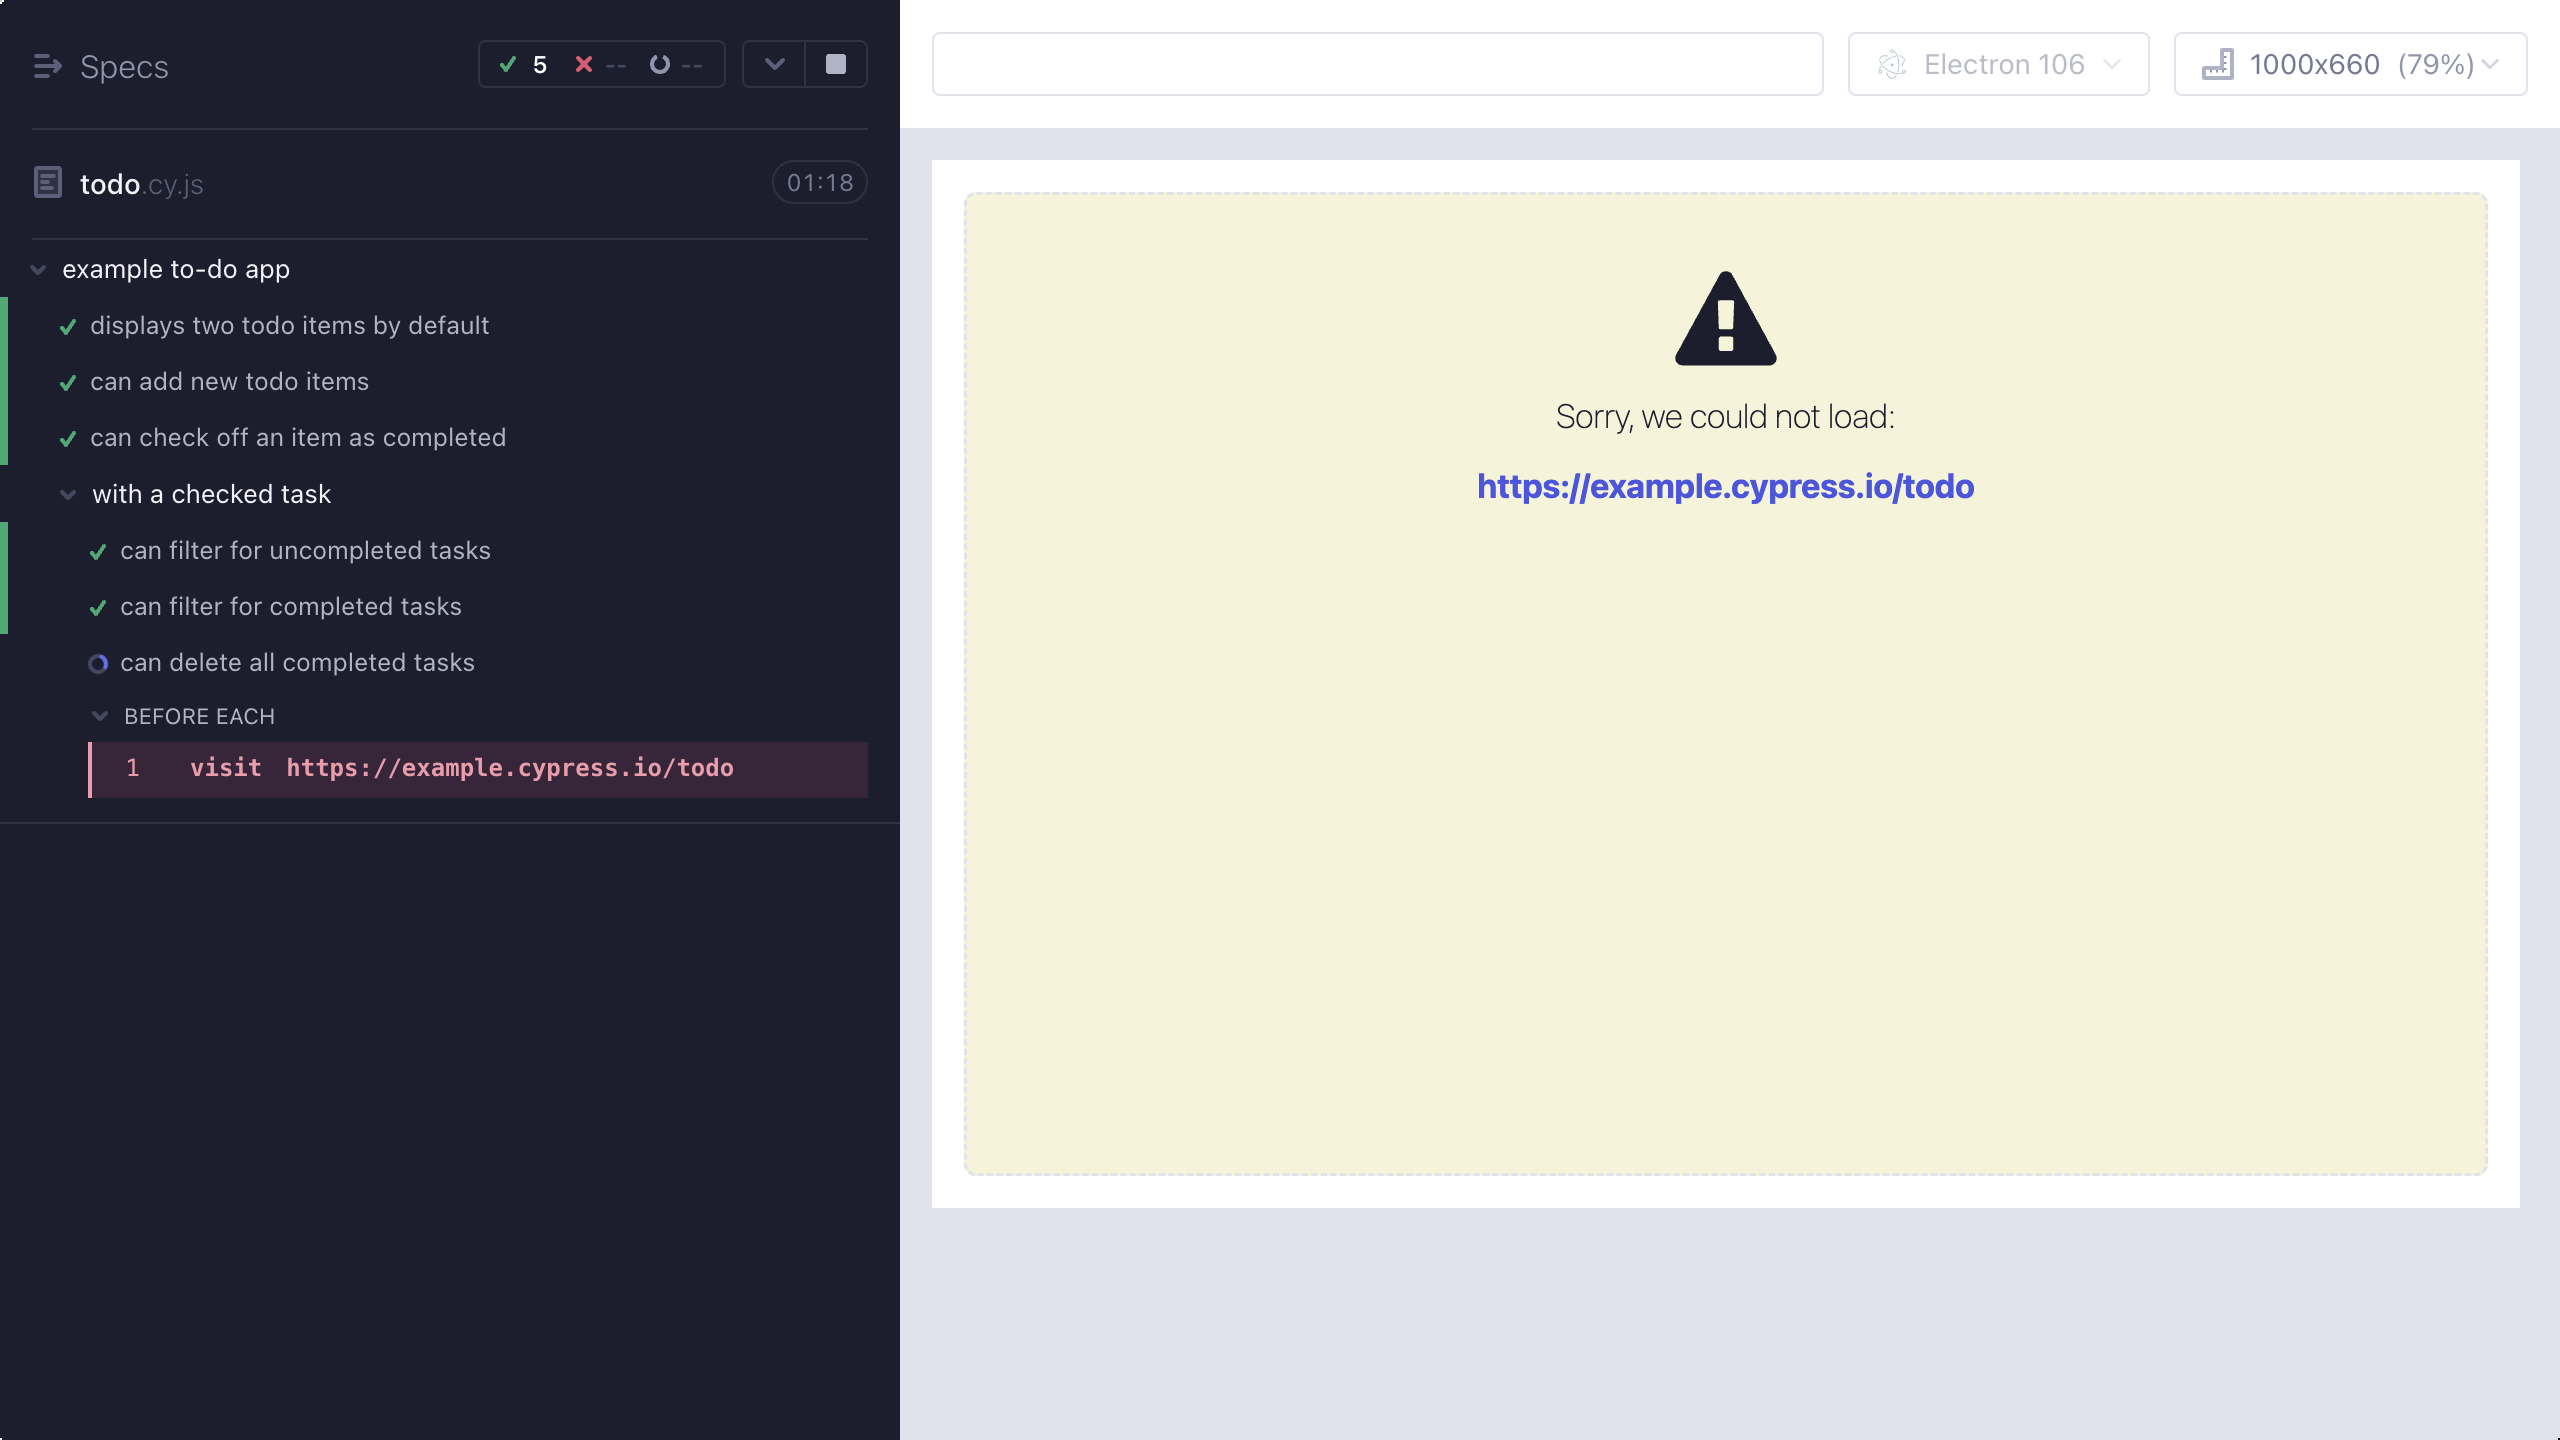 Specs
5 -- --
todo.cy.js
01:18
example to-do app
displays two todo items by default
can add new todo items
can check off an item as completed
with a checked task
can filter for uncompleted tasks
can filter for completed tasks
can delete all completed tasks
BEFORE EACH
1 visit https://example.cypress.io/todo
Electron 106
1000x660 (79%)
Sorry, we could not load:
https://example.cypress.io/todo